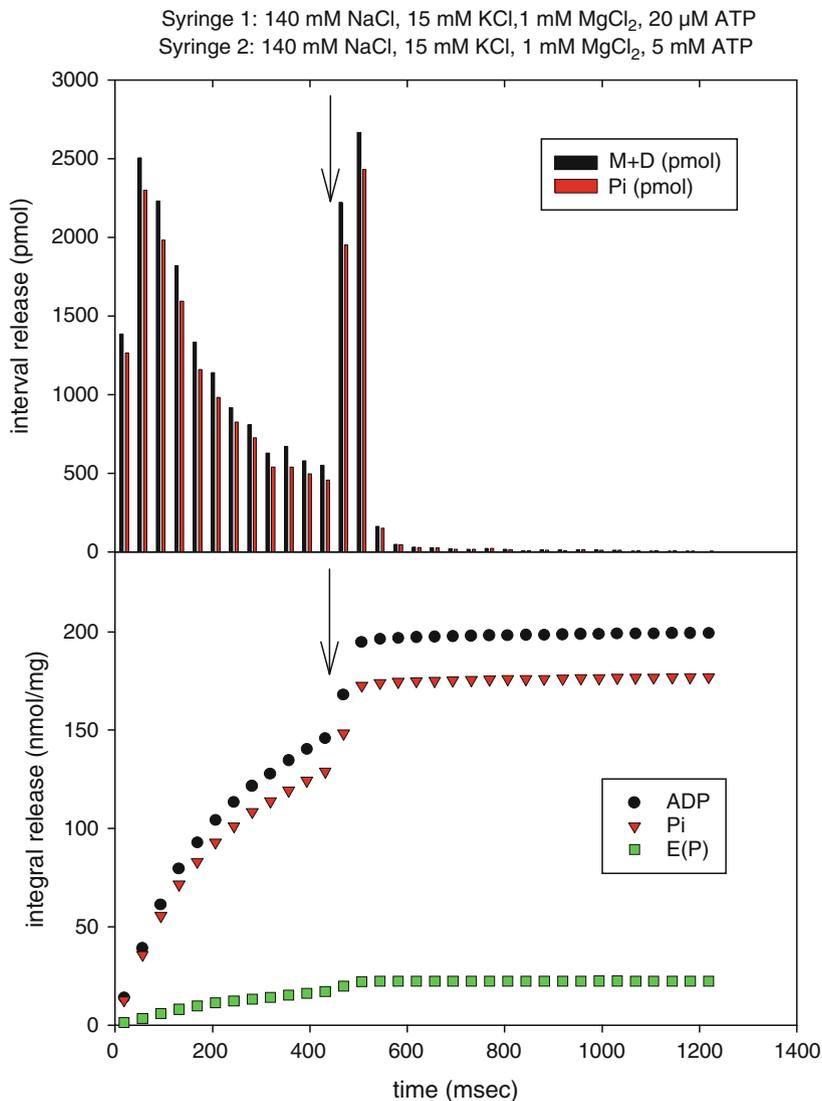 Syringe 1: 140 mM NaCl, 15 mM KCl,1 mM MgCl₂, 20 µM ATP
Syringe 2: 140 mM NaCl, 15 mM KCl, 1 mM MgCl₂, 5 mM ATP
3000
2500
2000
1500
1000
500
0
interval release (pmol)
M+D (pmol)
Pi (pmol)
200
150
100
50
0
integral release (nmol/mg)
ADP
Pi
E(P)
0 200 400 600 800 1000 1200 1400
time (msec)